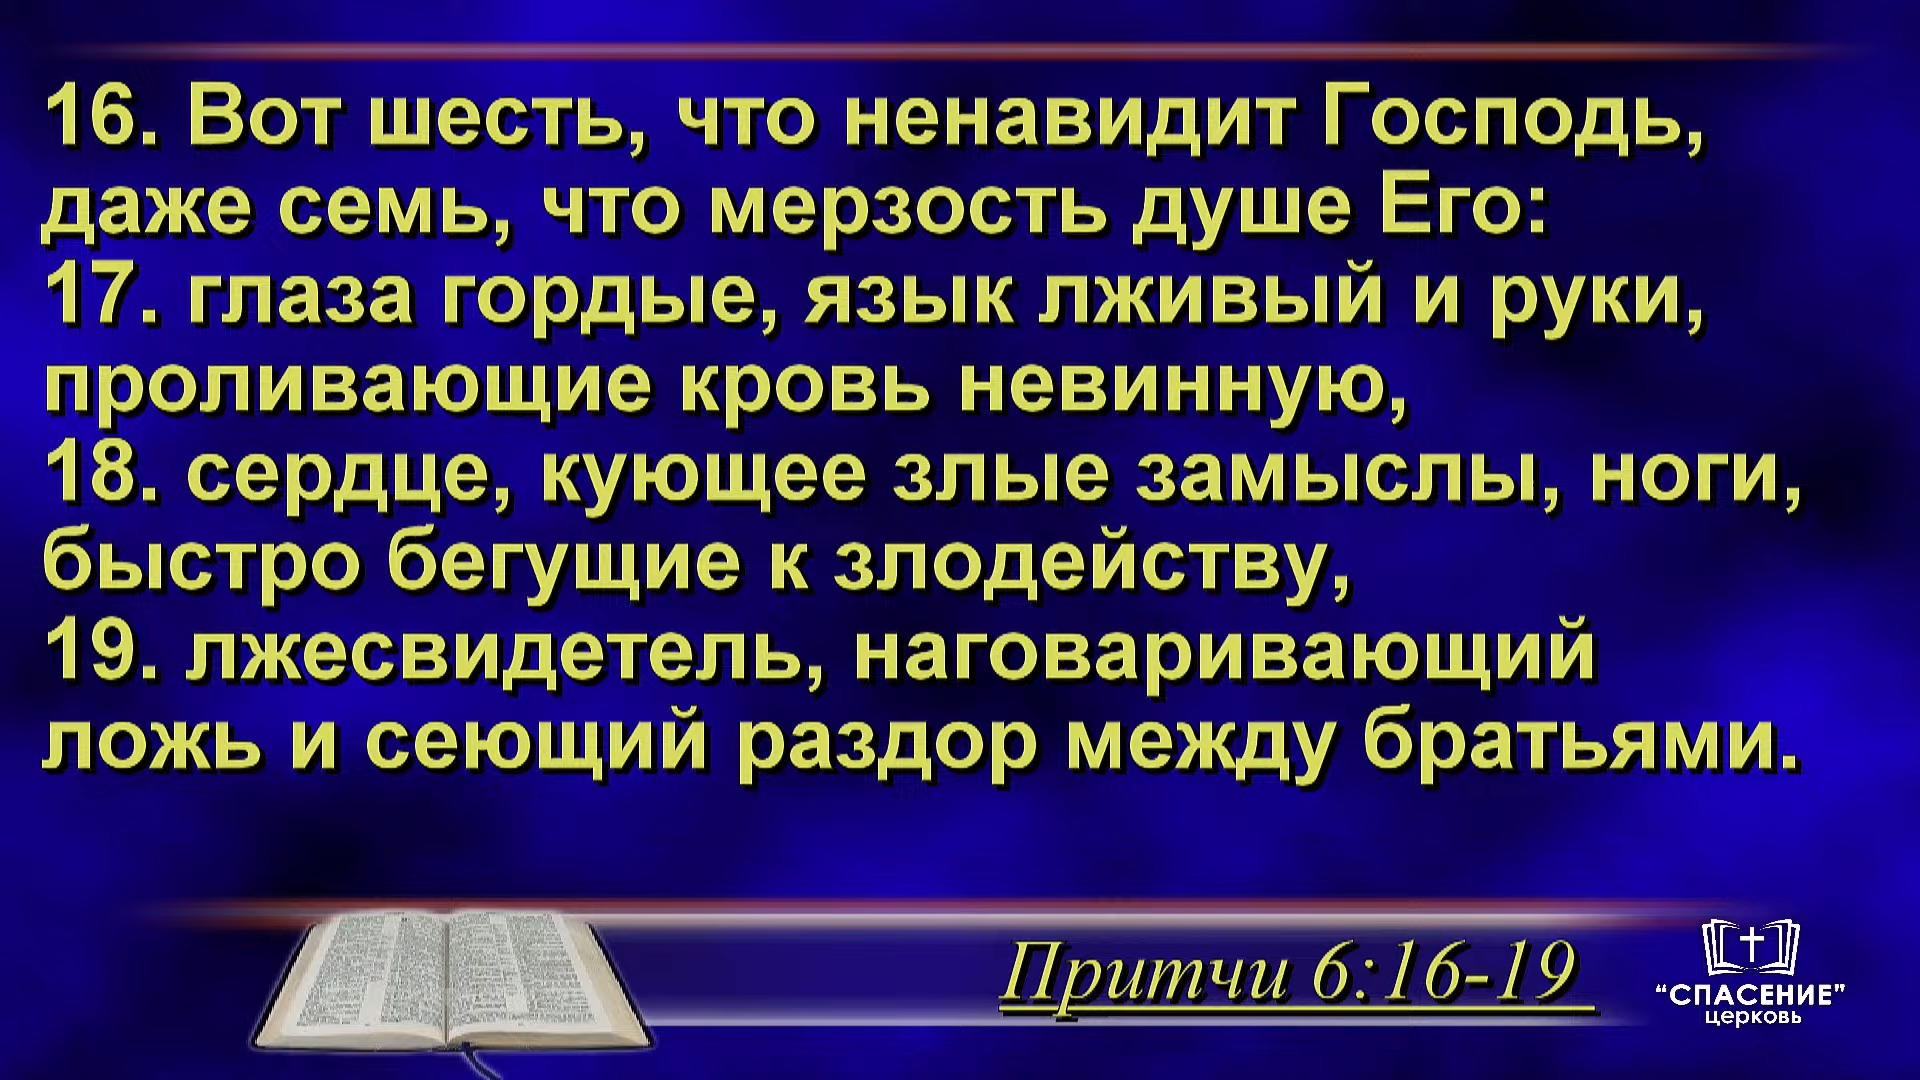 16. Вот шесть, что ненавидит Господь,
даже семь, что мерзость душе Его:
17. глаза гордые, язык лживый и руки,
проливающие кровь невинную,
18. сердце, кующее злые замыслы, ноги,
быстро бегущие к злодейству,
19. лжесвидетель, наговаривающий
ложь и сеющий раздор между братьями.
Притчи 6:16-19
“СПАСЕНИЕ”
церковь